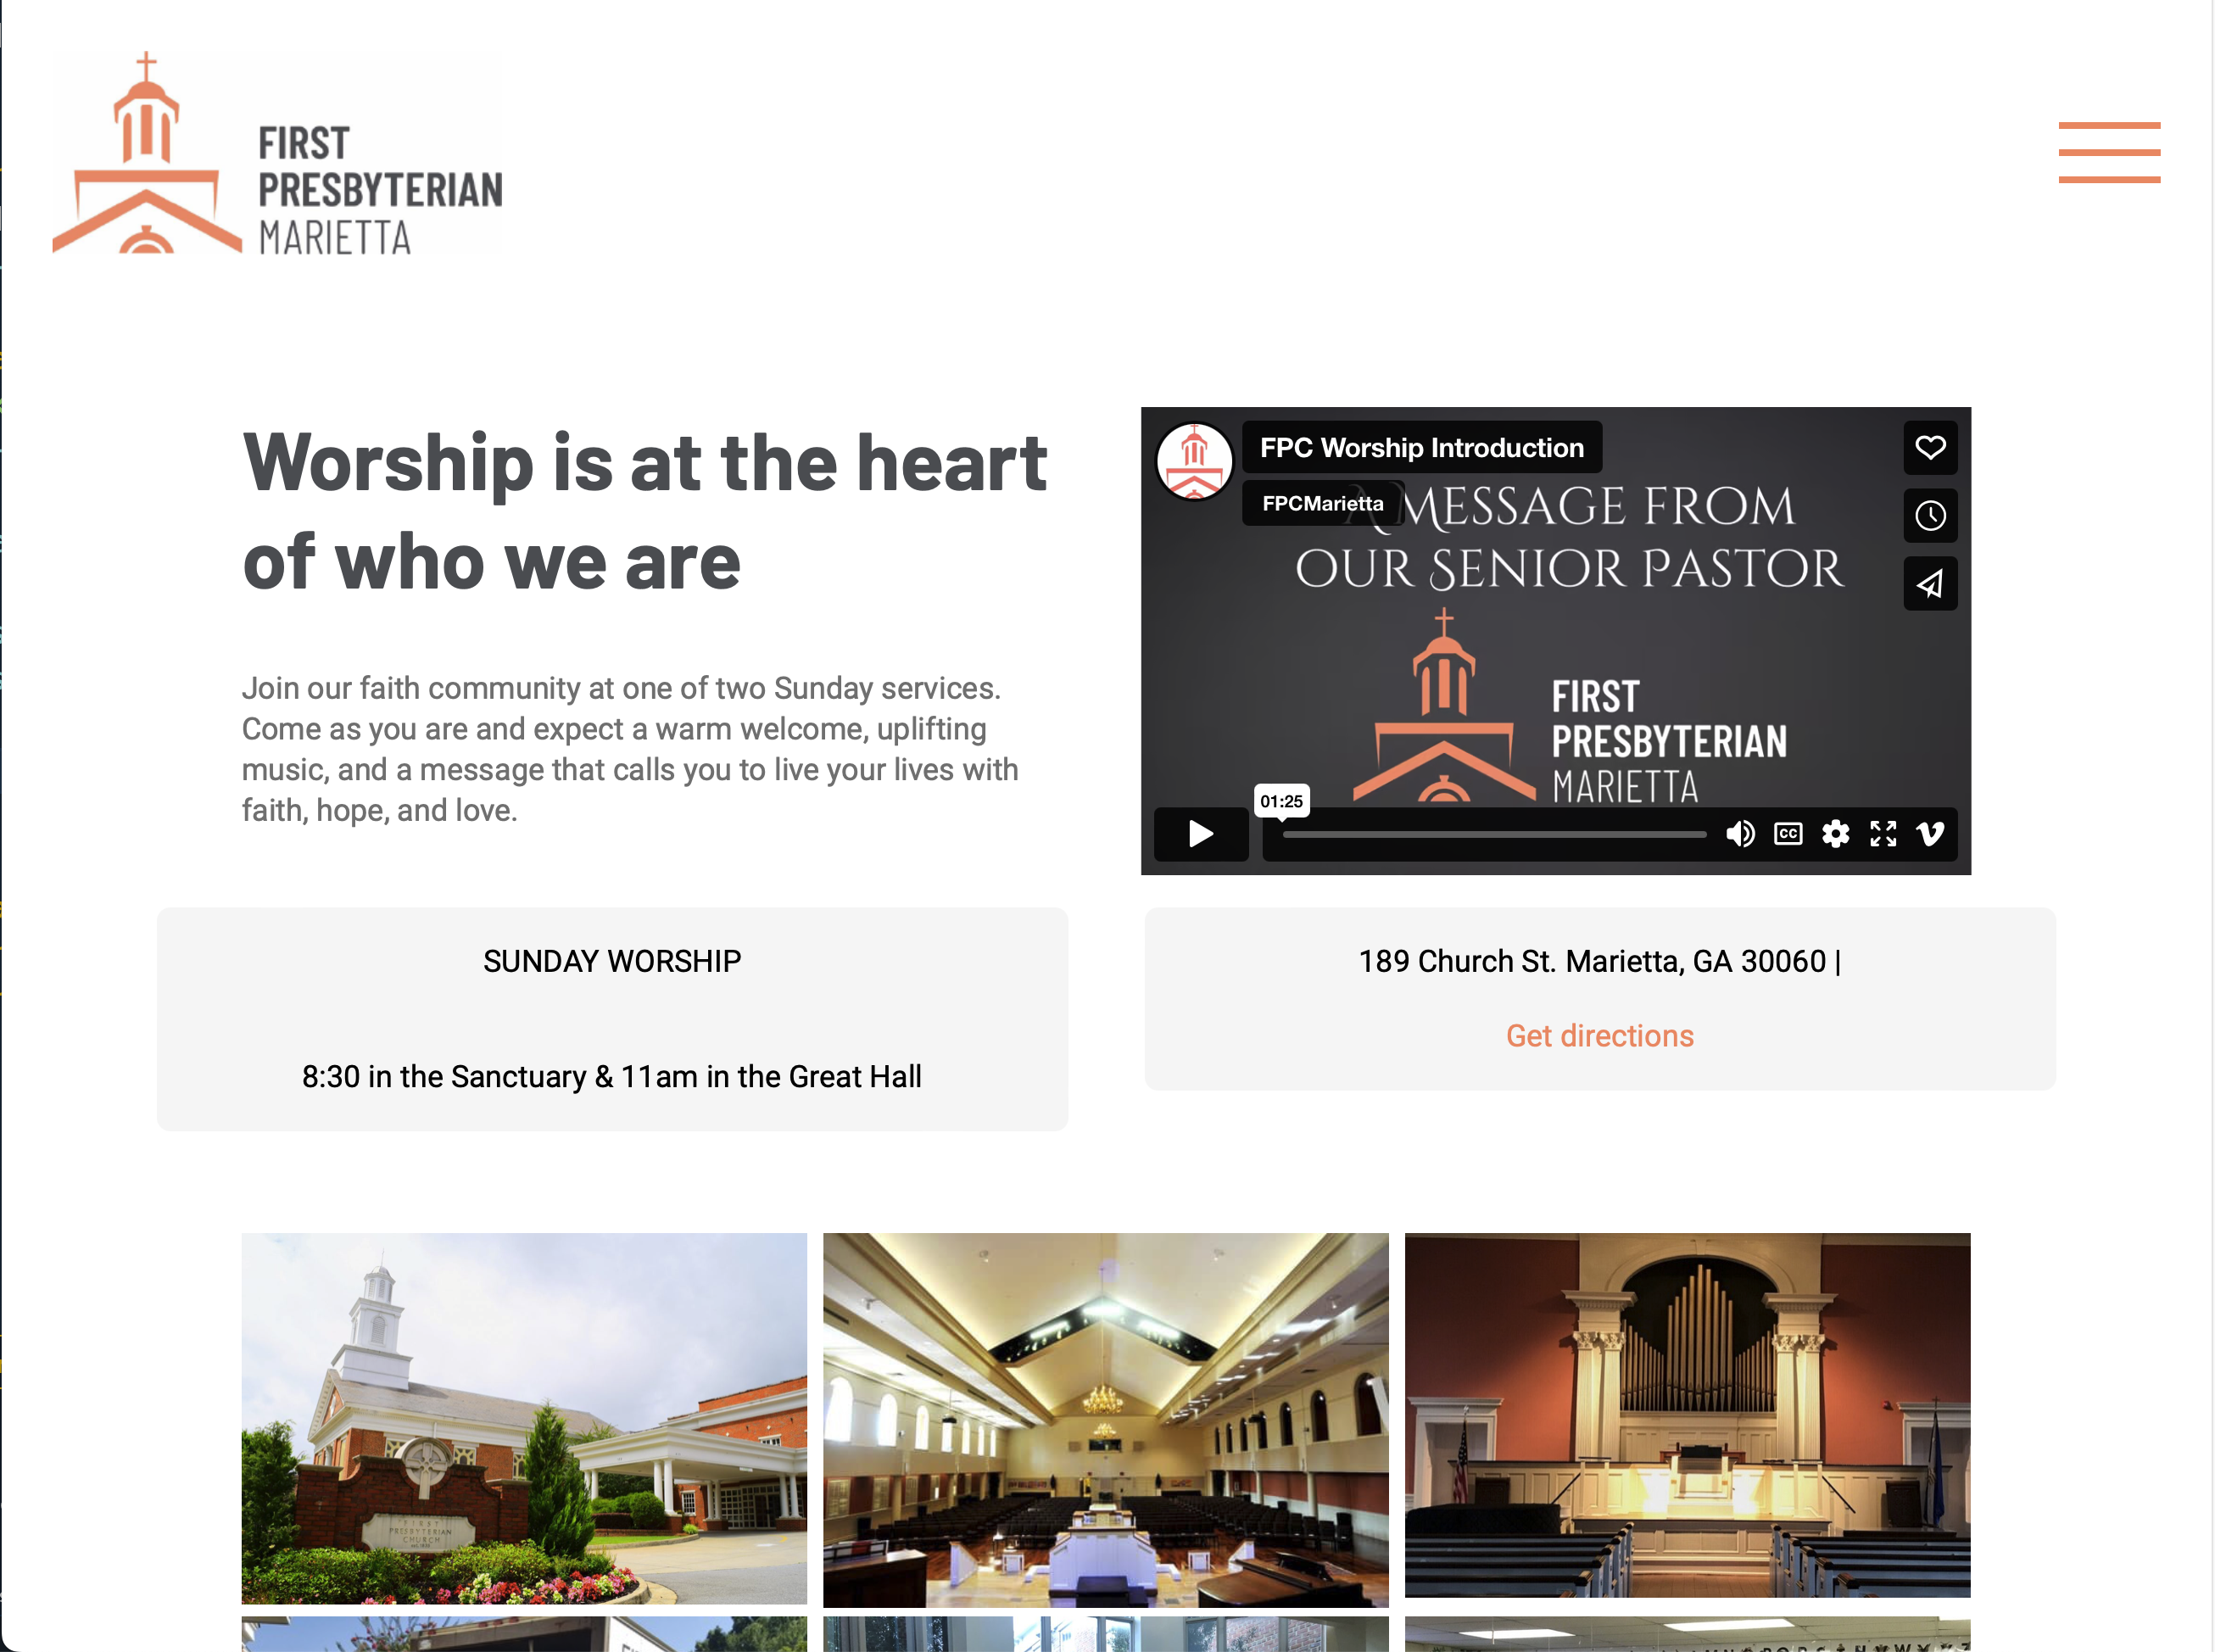 FIRST
PRESBYTERIAN
MARIETTA
Worship is at the heart
of who we are
Join our faith community at one of two Sunday services.
Come as you are and expect a warm welcome, uplifting
music, and a message that calls you to live your lives with
faith, hope, and love.
FPC Worship Introduction
FPCMarietta
A MESSAGE FROM
OUR SENIOR PASTOR
FIRST
PRESBYTERIAN
MARIETTA
01:25
CC
SUNDAY WORSHIP
8:30 in the Sanctuary & 11am in the Great Hall
189 Church St. Marietta, GA 30060 |
Get directions
FIRST
PRESBYTERIAN
CHURCH